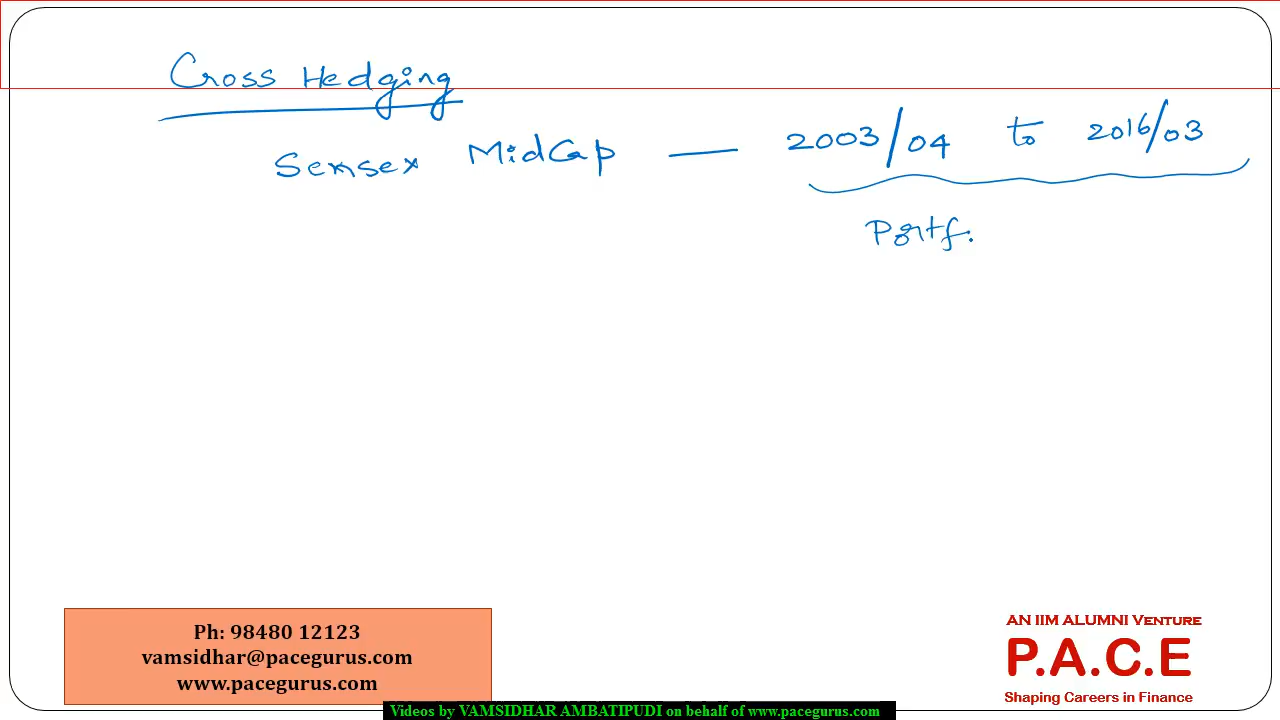 Cross Hedging
Sensex MidCap — 2003/04 to 2016/03
Portf.
Ph: 98480 12123
vamsidhar@pacegurus.com
www.pacegurus.com
AN IIM ALUMNI VENTURE
P.A.C.E
Shaping Careers in Finance
Videos by VAMSIDHAR AMBATIPUDI on behalf of www.pacegurus.com